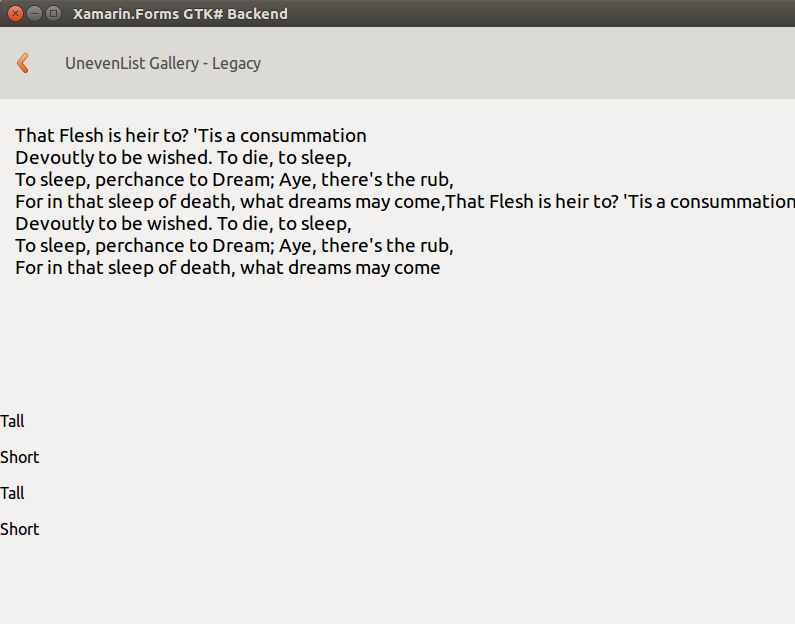 Xamarin.Forms GTK# Backend
UnevenList Gallery - Legacy
That Flesh is heir to? 'Tis a consummation
Devoutly to be wished. To die, to sleep,
To sleep, perchance to Dream; Aye, there's the rub,
For in that sleep of death, what dreams may come,That Flesh is heir to? 'Tis a consummation
Devoutly to be wished. To die, to sleep,
To sleep, perchance to Dream; Aye, there's the rub,
For in that sleep of death, what dreams may come
Tall
Short
Tall
Short